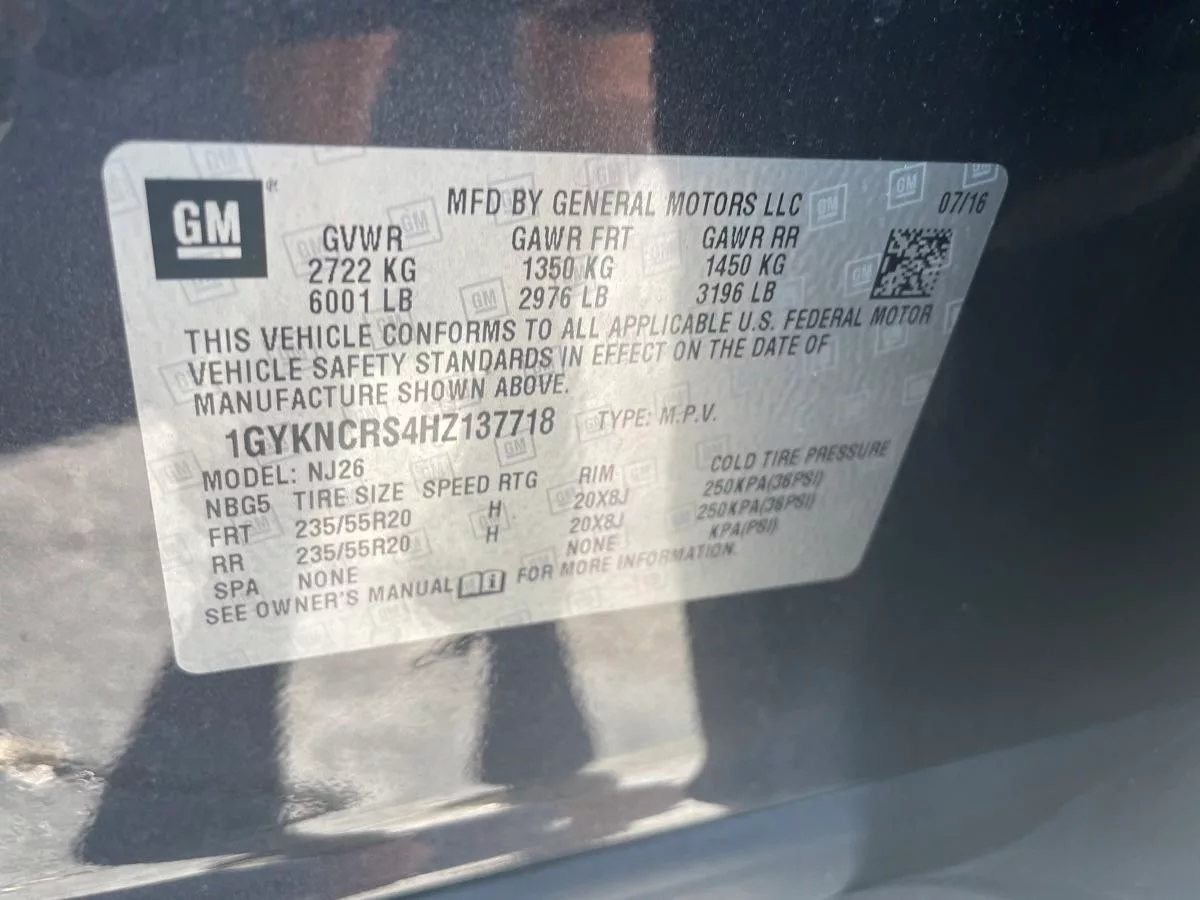 GM
MFD BY GENERAL MOTORS LLC 07/16
GVWR GAWR FRT GAWR RR
2722 KG 1350 KG 1450 KG
6001 LB 2976 LB 3196 LB
THIS VEHICLE CONFORMS TO ALL APPLICABLE U.S. FEDERAL MOTOR
VEHICLE SAFETY STANDARDS IN EFFECT ON THE DATE OF
MANUFACTURE SHOWN ABOVE.
1GYKNCRS4HZ137718 TYPE: M.P.V.
MODEL: NJ26
NBG5 TIRE SIZE SPEED RTG RIM COLD TIRE PRESSURE
FRT 235/55R20 H 20X8J 250KPA(36PSI)
RR 235/55R20 H 20X8J 250KPA(36PSI)
SPA NONE NONE KPA(PSI)
SEE OWNER'S MANUAL FOR MORE INFORMATION.